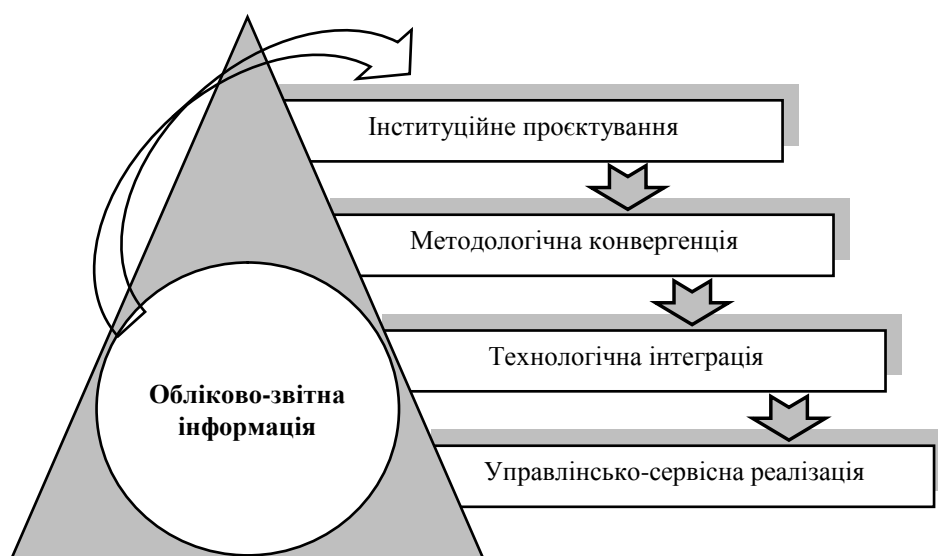 Інституційне проєктування
Методологічна конвергенція
Технологічна інтеграція
Обліково-звітна
інформація
Управлінсько-сервісна реалізація